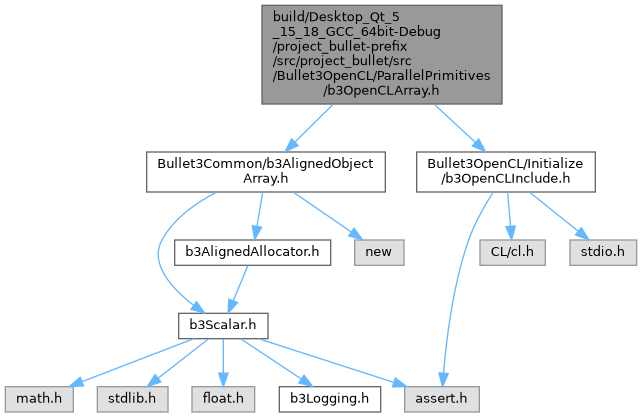 build/Desktop_Qt_5
_15_18_GCC_64bit-Debug
/project_bullet-prefix
/src/project_bullet/src
/Bullet3OpenCL/ParallelPrimitives
/b3OpenCLArray.h
Bullet3Common/b3AlignedObject
Array.h
Bullet3OpenCL/Initialize
/b3OpenCLInclude.h
b3AlignedAllocator.h
new
CL/cl.h
stdio.h
b3Scalar.h
math.h
stdlib.h
float.h
b3Logging.h
assert.h